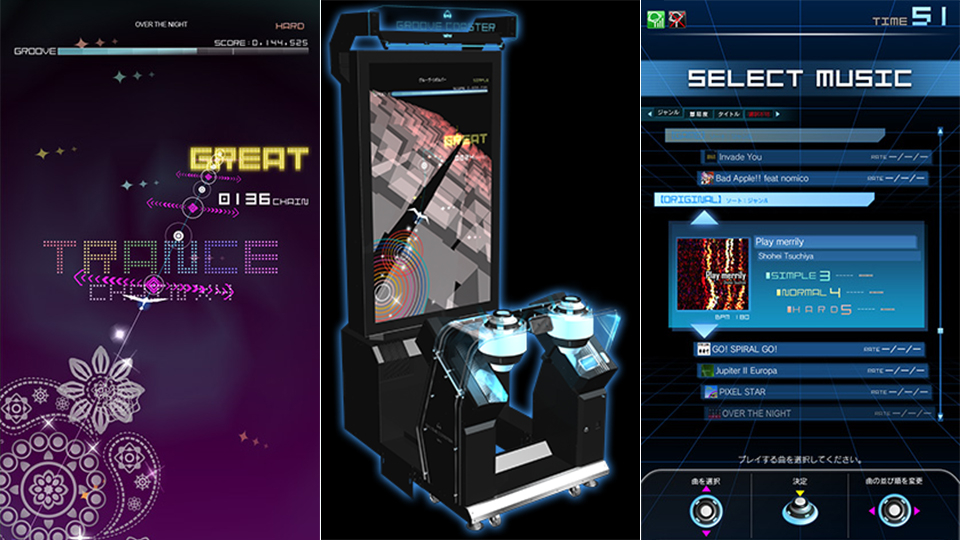 OVER THE NIGHT
HARD
SCORE:0,144,525
GROOVE
GREAT
0136 CHAIN
TRANCE
GROOVE COASTER
SIMPLE
GREAT
TIME 51
SELECT MUSIC
ジャンル
難易度
タイトル
Invade You
RATE -/-/-
Bad Apple!! feat nomico
RATE -/-/-
【ORIGINAL】 ソート:ジャンル
Play merrily
Shohei Tsuchiya
Play merrily
SIMPLE 3
NORMAL 4
HARD 5
BPM 180
GO! SPIRAL GO!
RATE -/-/-
Jupiter II Europa
RATE -/-/-
PIXEL STAR
RATE -/-/-
OVER THE NIGHT
RATE -/-/-
プレイする曲を選択してください。
曲を選択
決定
曲の並び順を変更